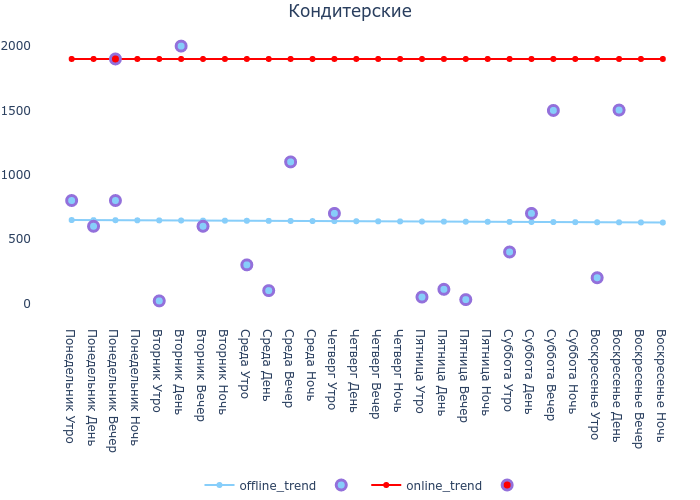 Кондитерские
2000
1500
1000
500
0
Понедельник Утро
Понедельник День
Понедельник Вечер
Понедельник Ночь
Вторник Утро
Вторник День
Вторник Вечер
Вторник Ночь
Среда Утро
Среда День
Среда Вечер
Среда Ночь
Четверг Утро
Четверг День
Четверг Вечер
Четверг Ночь
Пятница Утро
Пятница День
Пятница Вечер
Пятница Ночь
Суббота Утро
Суббота День
Суббота Вечер
Суббота Ночь
Воскресенье Утро
Воскресенье День
Воскресенье Вечер
Воскресенье Ночь
offline_trend online_trend